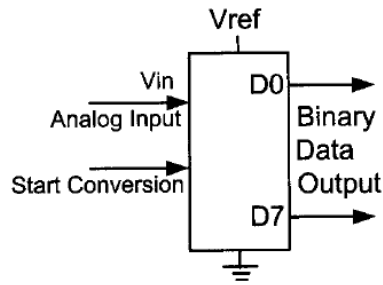 Vref
Vin
Analog Input
Start Conversion
D0
D7
Binary
Data
Output